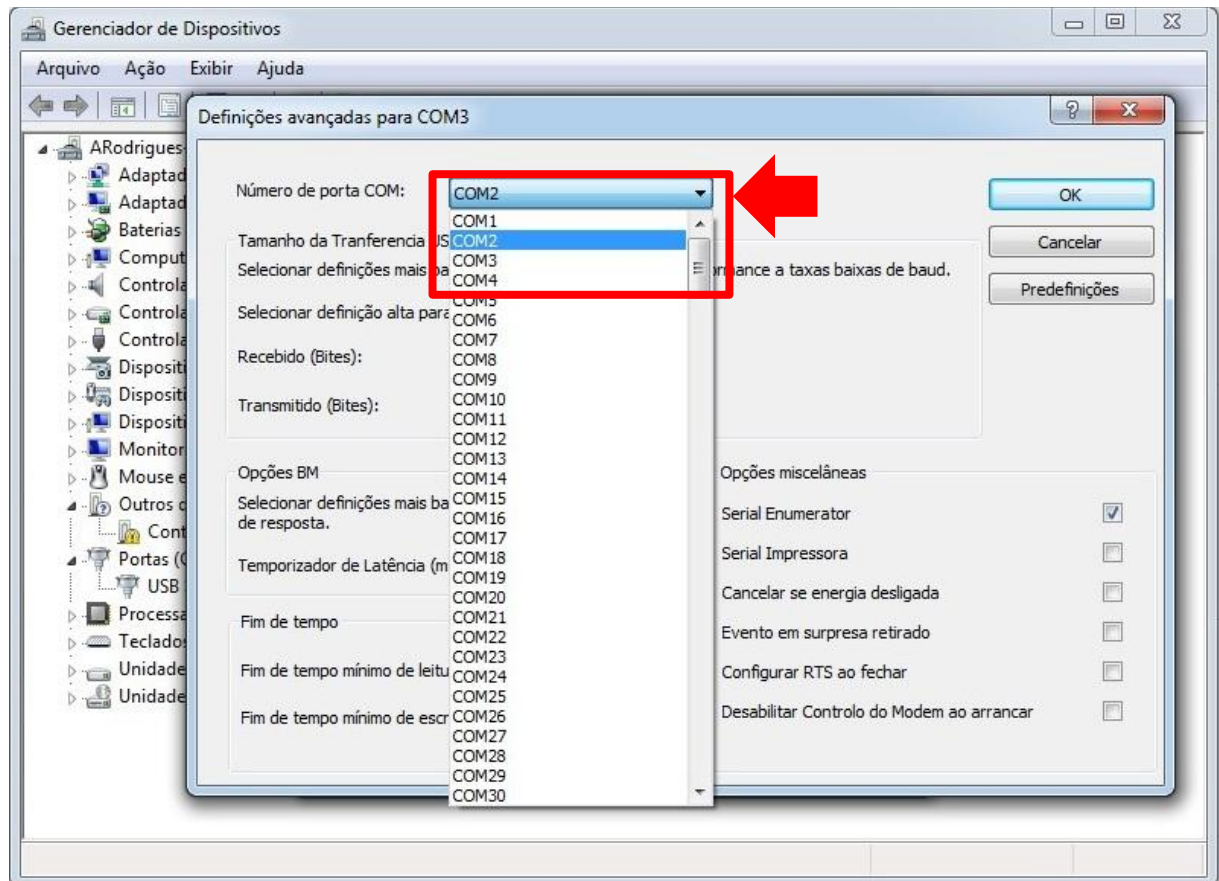 Gerenciador de Dispositivos
Arquivo Ação Exibir Ajuda
Definições avançadas para COM3
ARodrigues-
Adaptad
Adaptad
Baterias
Comput
Controla
Controla
Controla
Dispositi
Dispositi
Dispositi
Monitor
Mouse e
Outros d
Cont
Portas (C
USB
Processa
Teclados
Unidade
Unidade
Número de porta COM: COM2
COM1
COM2
COM3
COM4
COM5
COM6
COM7
COM8
COM9
COM10
COM11
COM12
COM13
COM14
COM15
COM16
COM17
COM18
COM19
COM20
COM21
COM22
COM23
COM24
COM25
COM26
COM27
COM28
COM29
COM30
OK
Cancelar
Predefinições
Tamanho da Tranferencia US
Selecionar definições mais ba ormance a taxas baixas de baud.
Selecionar definição alta para
Recebido (Bites):
Transmitido (Bites):
Opções BM
Selecionar definições mais ba
de resposta.
Temporizador de Latência (m
Fim de tempo
Fim de tempo mínimo de leitu
Fim de tempo mínimo de escr
Opções miscelâneas
Serial Enumerator
Serial Impressora
Cancelar se energia desligada
Evento em surpresa retirado
Configurar RTS ao fechar
Desabilitar Controlo do Modem ao arrancar